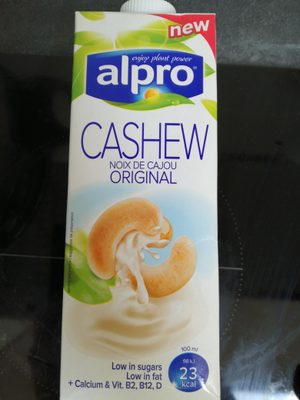 new
enjoy plant power
alpro
CASHEW
NOIX DE CAJOU
ORIGINAL
100 ml
98 kJ
23
kcal
Low in sugars
Low in fat
+ Calcium & Vit. B2, B12, D